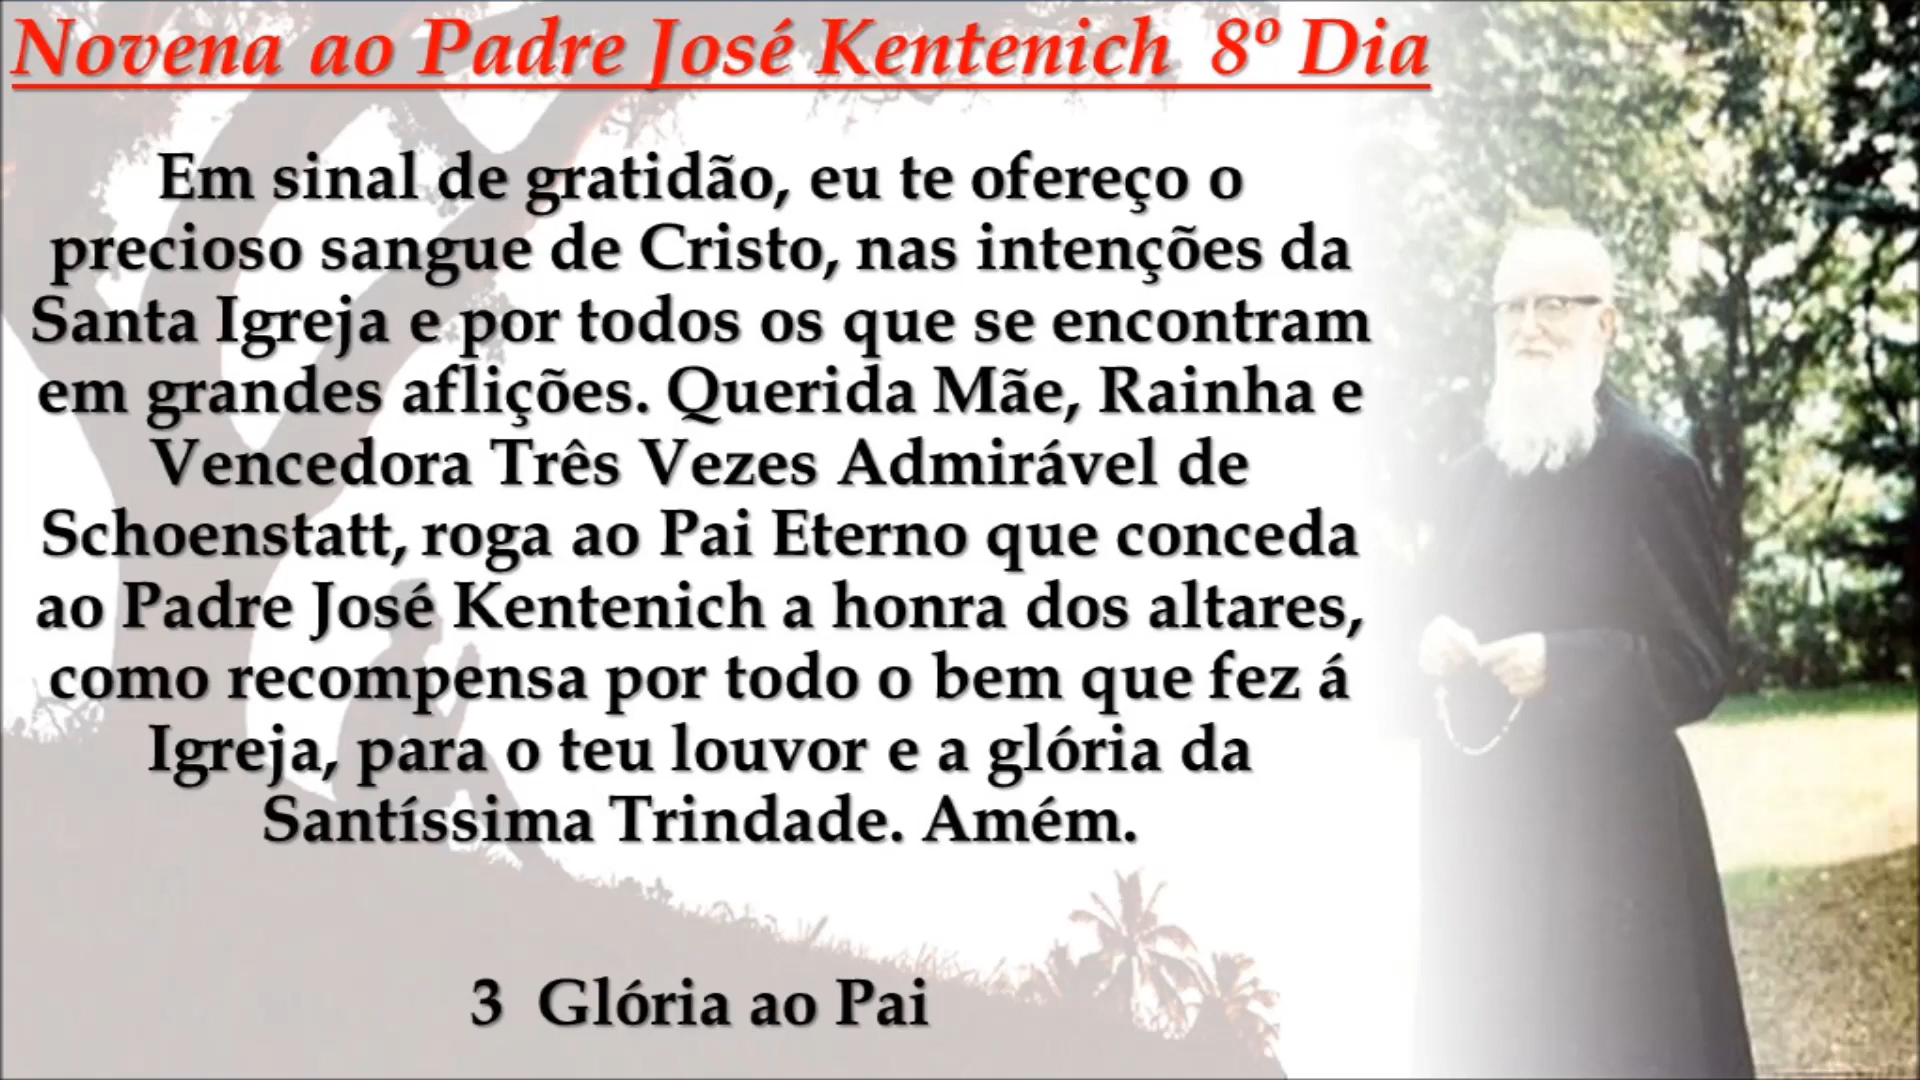 Novena ao Padre José Kentenich 8º Dia
Em sinal de gratidão, eu te ofereço o
precioso sangue de Cristo, nas intenções da
Santa Igreja e por todos os que se encontram
em grandes aflições. Querida Mãe, Rainha e
Vencedora Três Vezes Admirável de
Schoenstatt, roga ao Pai Eterno que conceda
ao Padre José Kentenich a honra dos altares,
como recompensa por todo o bem que fez á
Igreja, para o teu louvor e a glória da
Santíssima Trindade. Amém.
3 Glória ao Pai